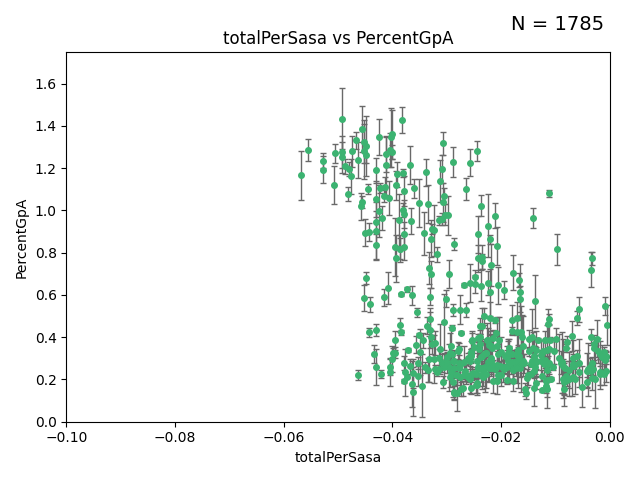 N = 1785
totalPerSasa vs PercentGpA
PercentGpA
1.6
1.4
1.2
1.0
0.8
0.6
0.4
0.2
0.0
−0.10 −0.08 −0.06 −0.04 −0.02 0.00
totalPerSasa